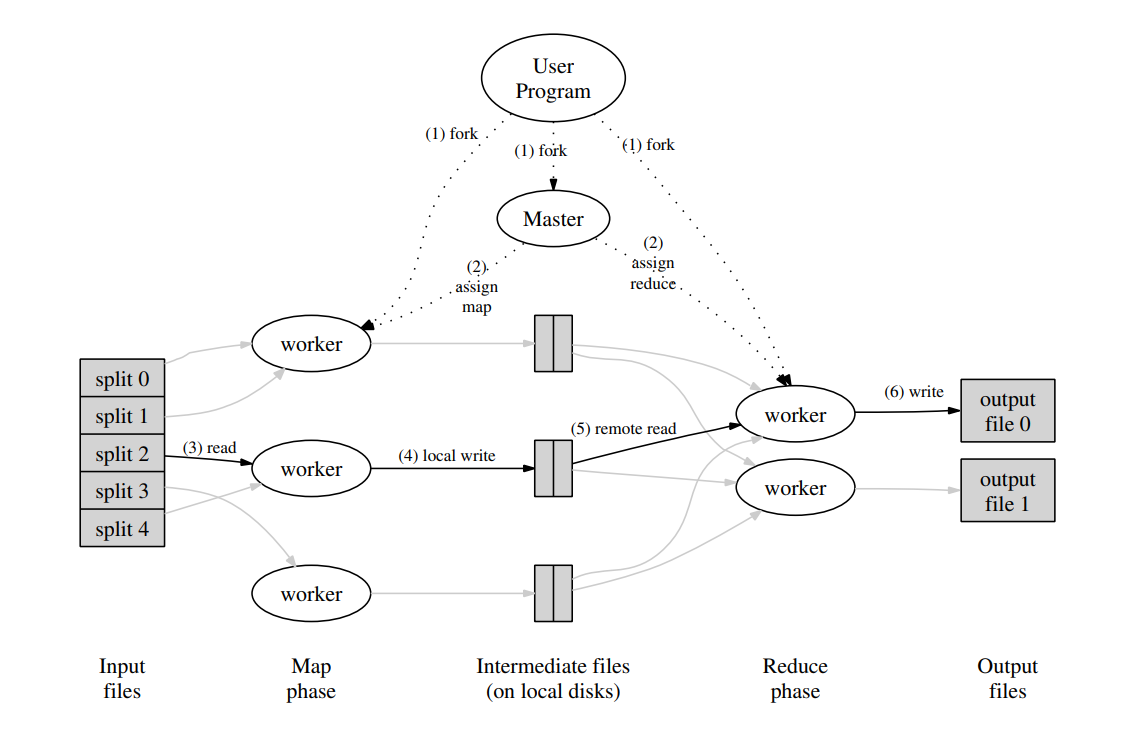 User
Program
(1) fork
(1) fork
(1) fork
Master
(2)
assign
map
(2)
assign
reduce
split 0
split 1
split 2
split 3
split 4
(3) read
worker
worker
worker
(4) local write
(5) remote read
worker
worker
(6) write
output
file 0
output
file 1
Input
files
Map
phase
Intermediate files
(on local disks)
Reduce
phase
Output
files